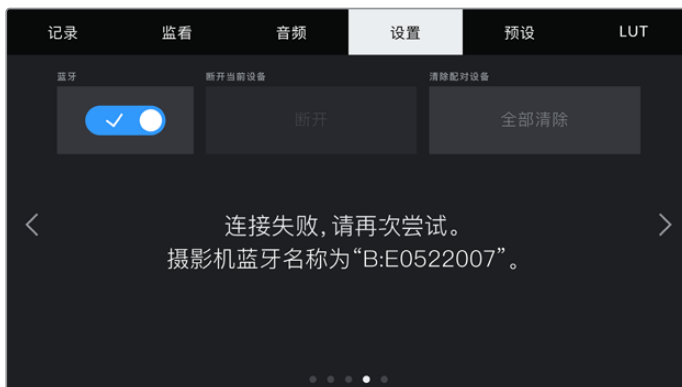 记录 监看 音频 设置 预设 LUT
蓝牙 断开当前设备 清除配对设备
断开 全部清除
连接失败,请再次尝试。
摄影机蓝牙名称为“B:E0522007”。